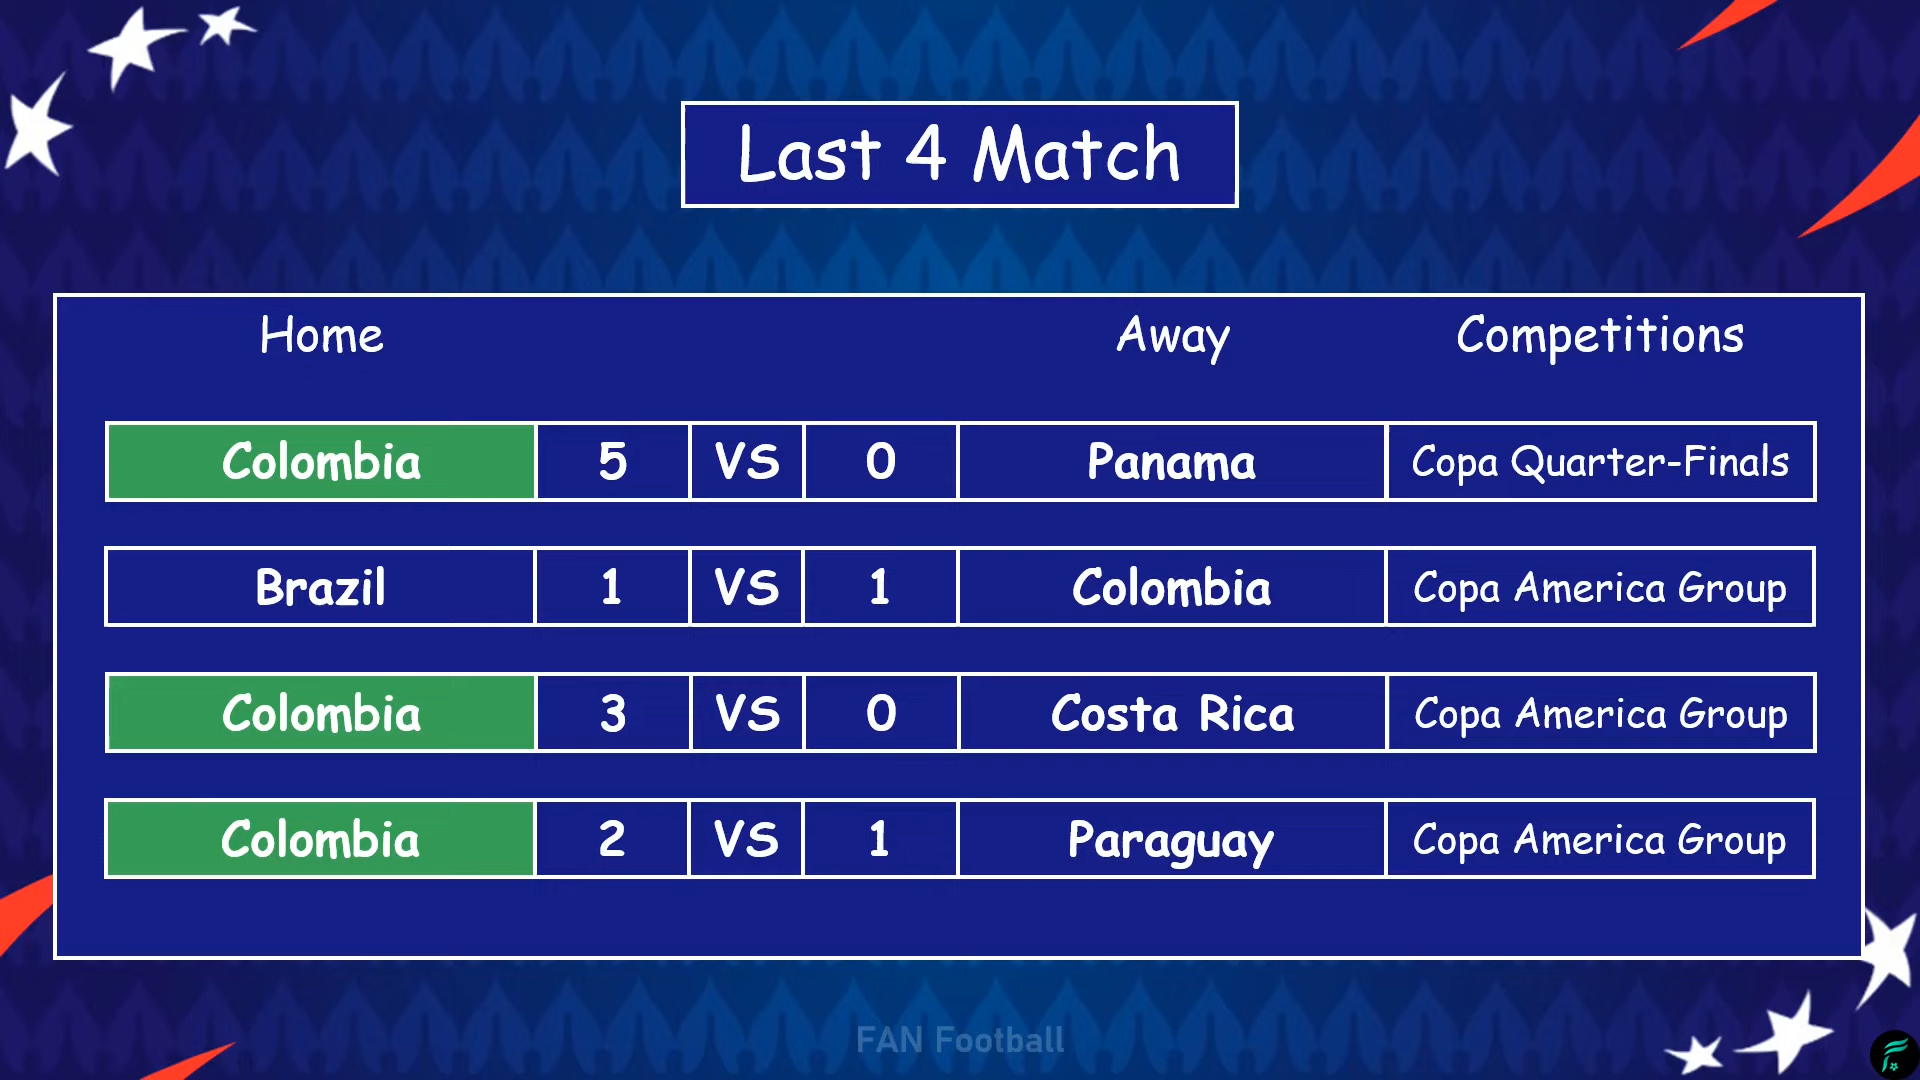 Last 4 Match
Home Away Competitions
Colombia 5 VS 0 Panama Copa Quarter-Finals
Brazil 1 VS 1 Colombia Copa America Group
Colombia 3 VS 0 Costa Rica Copa America Group
Colombia 2 VS 1 Paraguay Copa America Group
FAN Football